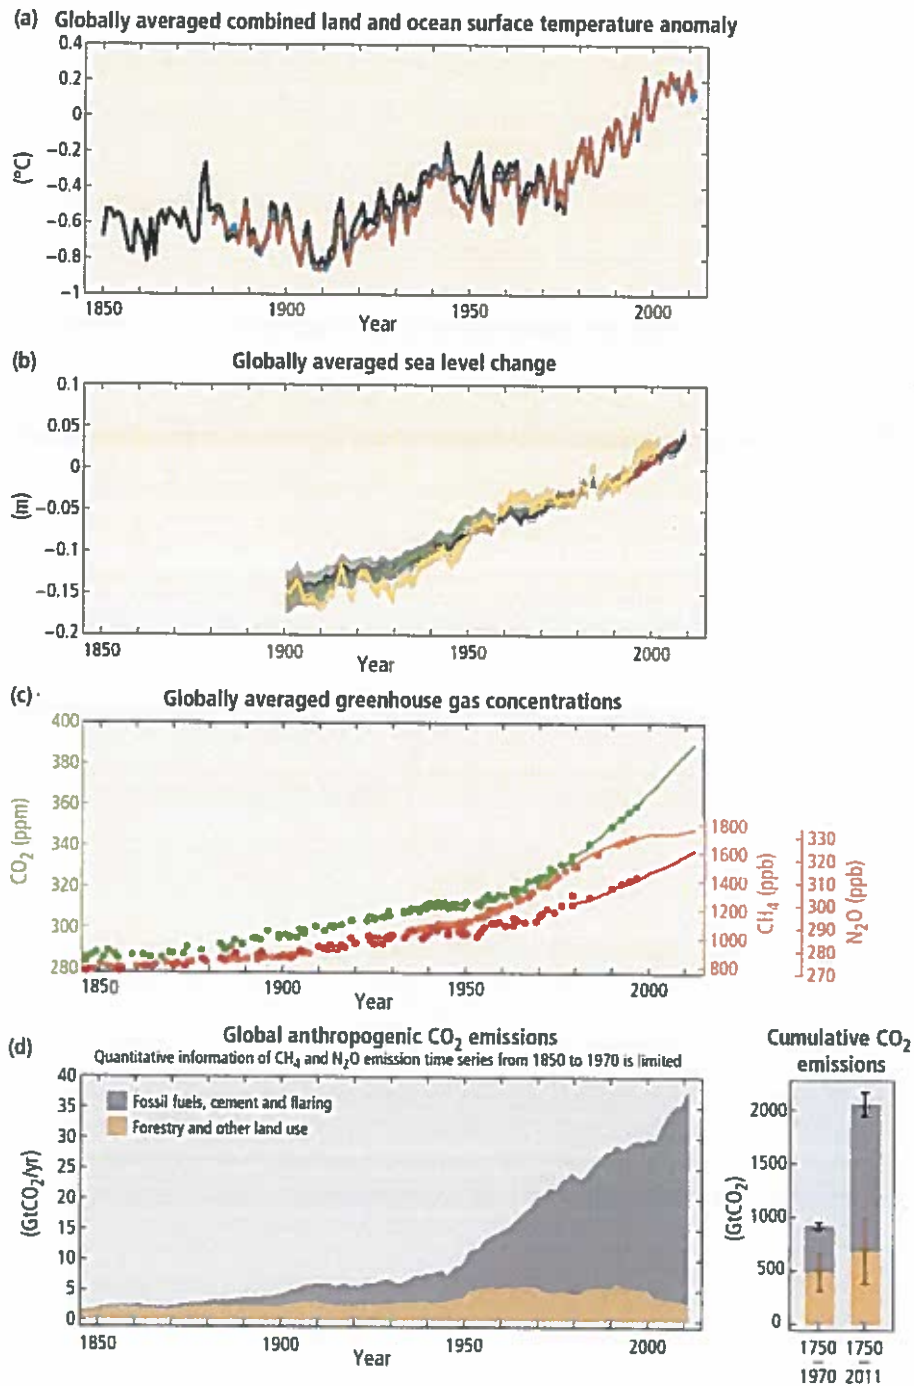 (a) Globally averaged combined land and ocean surface temperature anomaly
0.4
0.2
0
−0.2
−0.4
−0.6
−0.8
−1
(°C)
1850 1900 1950 2000
Year
(b) Globally averaged sea level change
0.1
0.05
0
−0.05
−0.1
−0.15
−0.2
(m)
1850 1900 1950 2000
Year
(c) Globally averaged greenhouse gas concentrations
400
380
360
340
320
300
280
CO₂ (ppm)
1800
1600
1400
1200
1000
800
CH₄ (ppb)
330
320
310
300
290
280
270
N₂O (ppb)
1850 1900 1950 2000
Year
(d) Global anthropogenic CO₂ emissions
Quantitative information of CH₄ and N₂O emission time series from 1850 to 1970 is limited
40
35
30
25
20
15
10
5
0
(GtCO₂/yr)
Fossil fuels, cement and flaring
Forestry and other land use
1850 1900 1950 2000
Year
Cumulative CO₂
emissions
2000
1500
1000
500
0
(GtCO₂)
1750 1750
– –
1970 2011